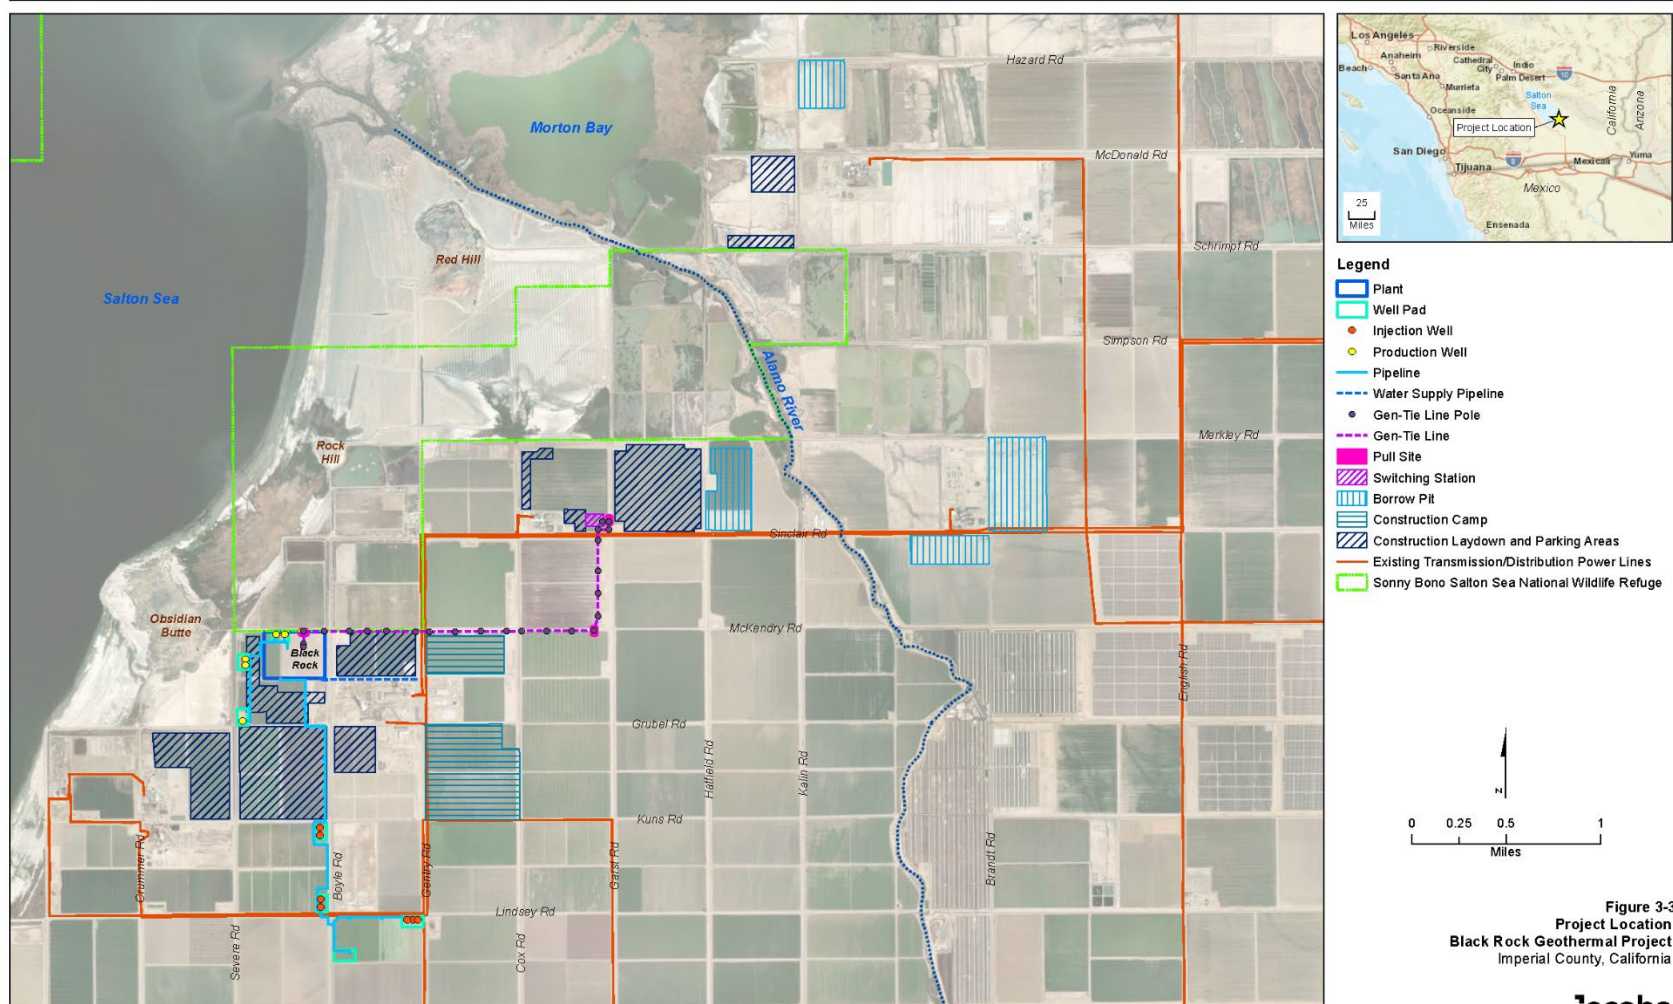 Hazard Rd
Morton Bay
McDonald Rd
Schrimpf Rd
Red Hill
Salton Sea
Simpson Rd
Alamo River
Merkley Rd
Rock
Hill
Sinclair Rd
Obsidian
Butte
McKendry Rd
Black
Rock
English Rd
Grubel Rd
Hatfield Rd
Kalin Rd
Kuns Rd
Crummer Rd
Boyle Rd
Gentry Rd
Garst Rd
Brandt Rd
Lindsey Rd
Severe Rd
Cox Rd
Los Angeles
Riverside
Anaheim
Cathedral
City
Indio
Beach
Santa Ana
Palm Desert
10
Murrieta
Salton
Sea
Oceanside
California
Arizona
Project Location
San Diego
8
Mexicali
Yuma
Tijuana
Mexico
25
Miles
Ensenada
Legend
Plant
Well Pad
Injection Well
Production Well
Pipeline
Water Supply Pipeline
Gen-Tie Line Pole
Gen-Tie Line
Pull Site
Switching Station
Borrow Pit
Construction Camp
Construction Laydown and Parking Areas
Existing Transmission/Distribution Power Lines
Sonny Bono Salton Sea National Wildlife Refuge
N
0 0.25 0.5 1
Miles
Figure 3-3
Project Location
Black Rock Geothermal Project
Imperial County, California